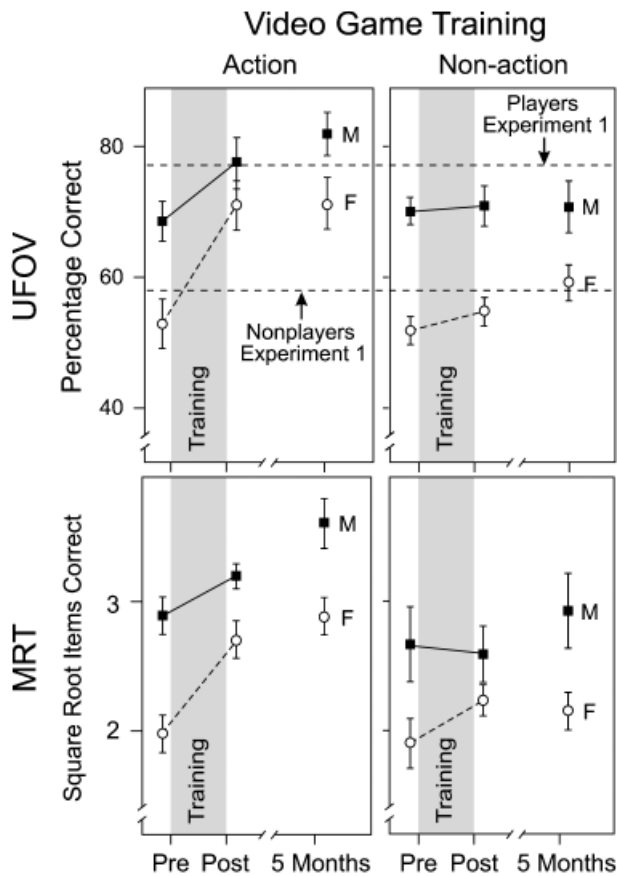 Video Game Training
Action
Non-action
UFOV
Percentage Correct
80
60
40
M
F
Nonplayers
Experiment 1
Training
Players
Experiment 1
M
F
Training
MRT
Square Root Items Correct
3
2
M
F
Training
M
F
Training
Pre Post 5 Months
Pre Post 5 Months